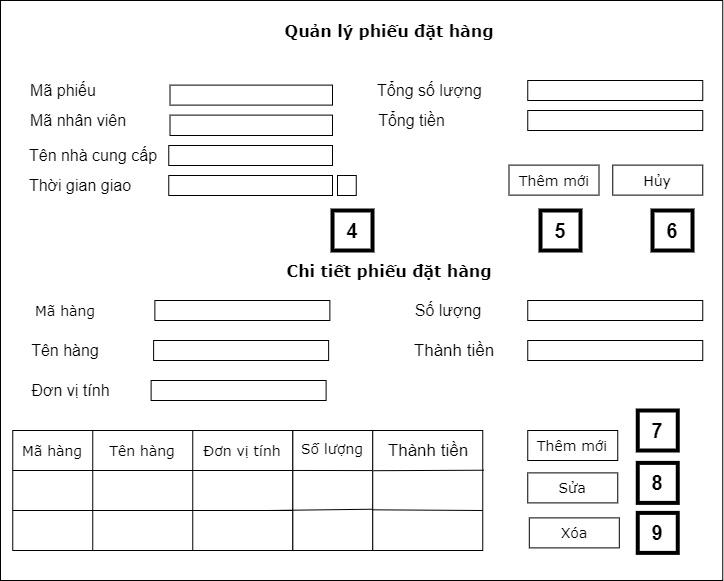 Quản lý phiếu đặt hàng
Mã phiếu
Tổng số lượng
Mã nhân viên
Tổng tiền
Tên nhà cung cấp
Thời gian giao
Thêm mới
Hủy
4
5
6
Chi tiết phiếu đặt hàng
Mã hàng
Số lượng
Tên hàng
Thành tiền
Đơn vị tính
Mã hàng Tên hàng Đơn vị tính Số lượng Thành tiền
Thêm mới
7
Sửa
8
Xóa
9